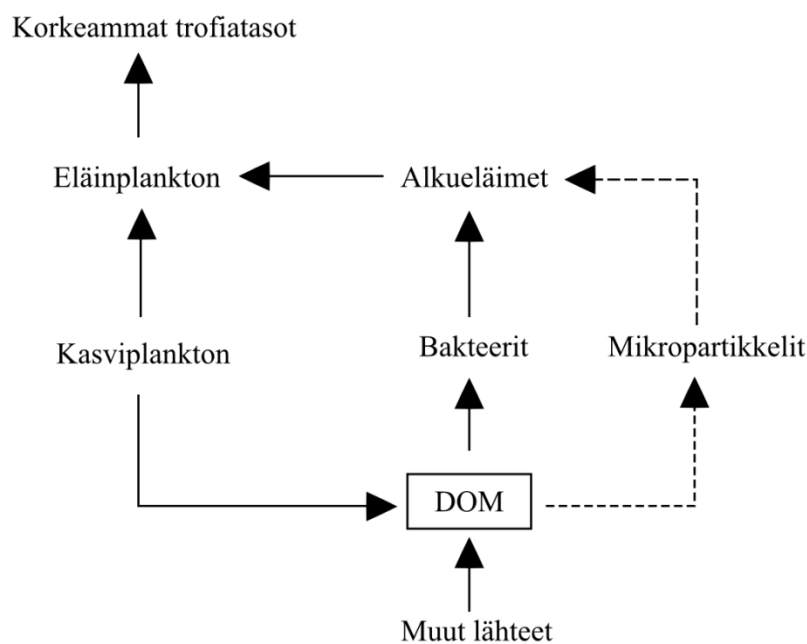 Korkeammat trofiatasot
Eläinplankton
Alkueläimet
Kasviplankton
Bakteerit
Mikropartikkelit
DOM
Muut lähteet